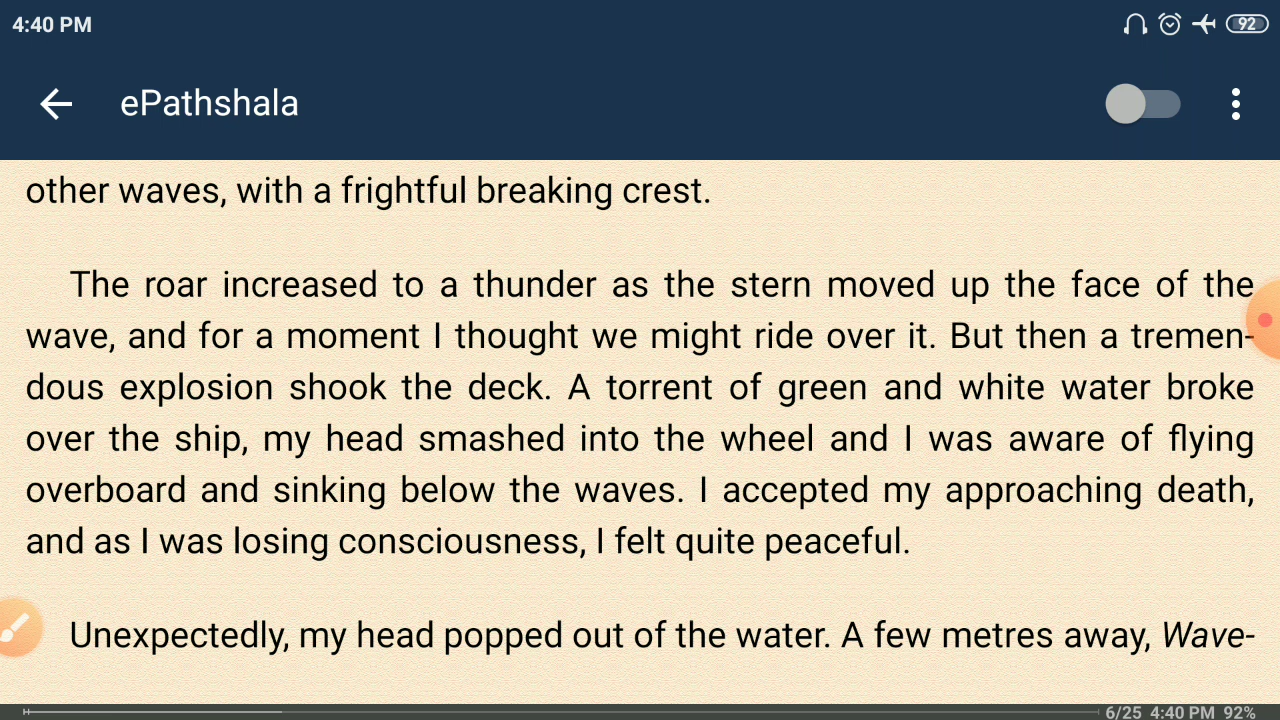 4:40 PM
92
ePathshala
other waves, with a frightful breaking crest.
The roar increased to a thunder as the stern moved up the face of the
wave, and for a moment I thought we might ride over it. But then a tremen-
dous explosion shook the deck. A torrent of green and white water broke
over the ship, my head smashed into the wheel and I was aware of flying
overboard and sinking below the waves. I accepted my approaching death,
and as I was losing consciousness, I felt quite peaceful.
Unexpectedly, my head popped out of the water. A few metres away, Wave-
6/25 4:40 PM 92%